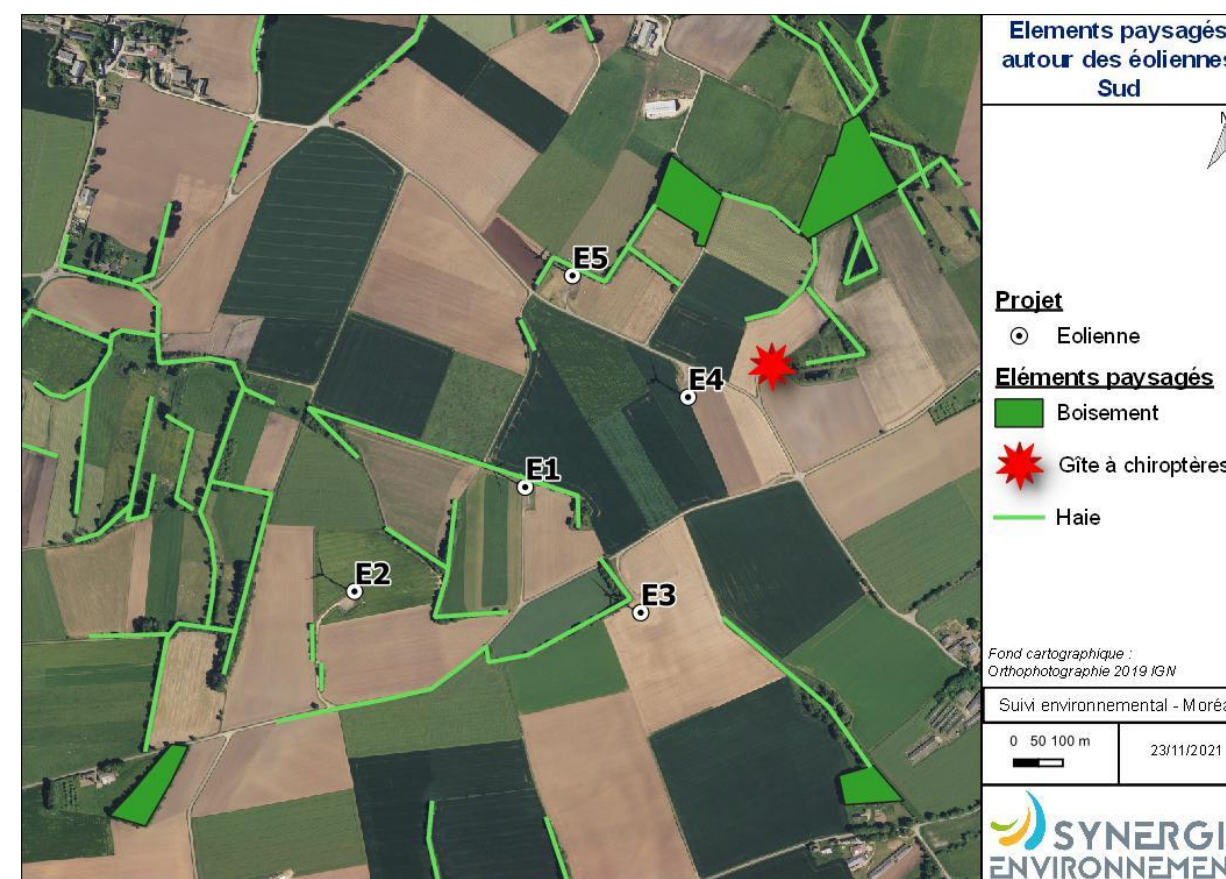 Elements paysagés
autour des éoliennes
Sud
N
Projet
Eolienne
Eléments paysagés
Boisement
Gîte à chiroptères
Haie
Fond cartographique :
Orthophotographie 2019 IGN
Suivi environnemental - Moréa
0 50 100 m
23/11/2021
SYNERGI
ENVIRONNEMEN
E5
E4
E1
E2
E3